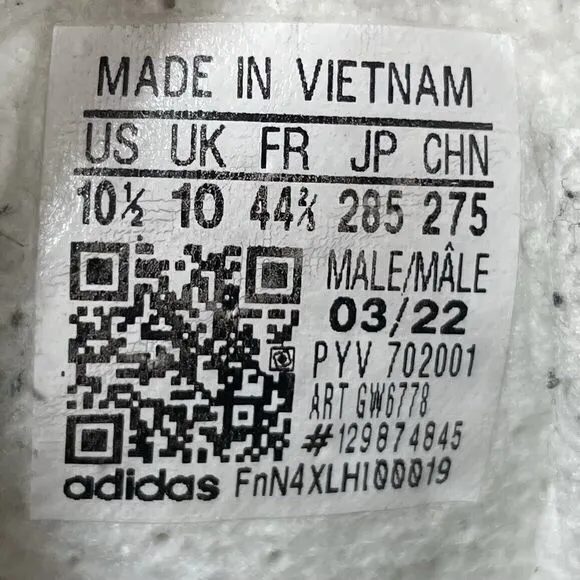 MADE IN VIETNAM
US UK FR JP CHN
10½ 10 44⅔ 285 275
MALE/MÂLE
03/22
PYV 702001
ART GW6778
#129874845
adidas FnN4XLHI00019